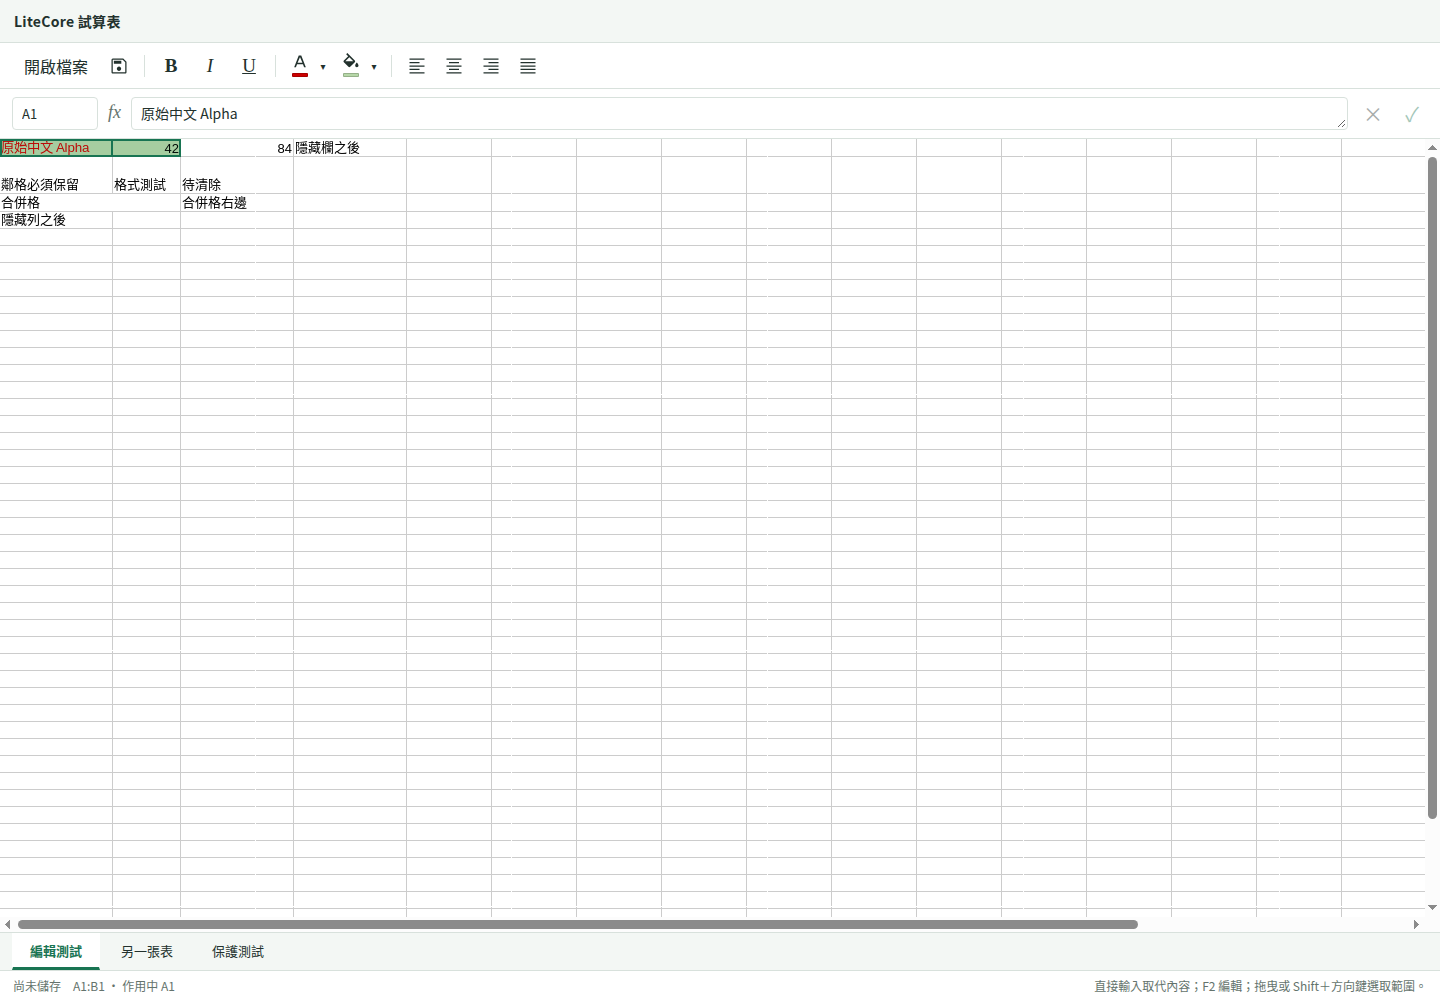 LiteCore 試算表
開啟檔案 B I U A
A1 fx 原始中文 Alpha
原始中文 Alpha 42 84 隱藏欄之後
鄰格必須保留 格式測試 待清除
合併格 合併格右邊
隱藏列之後
編輯測試 另一張表 保護測試
尚未儲存 A1:B1 · 作用中 A1 直接輸入取代內容；F2 編輯；拖曳或 Shift＋方向鍵選取範圍。